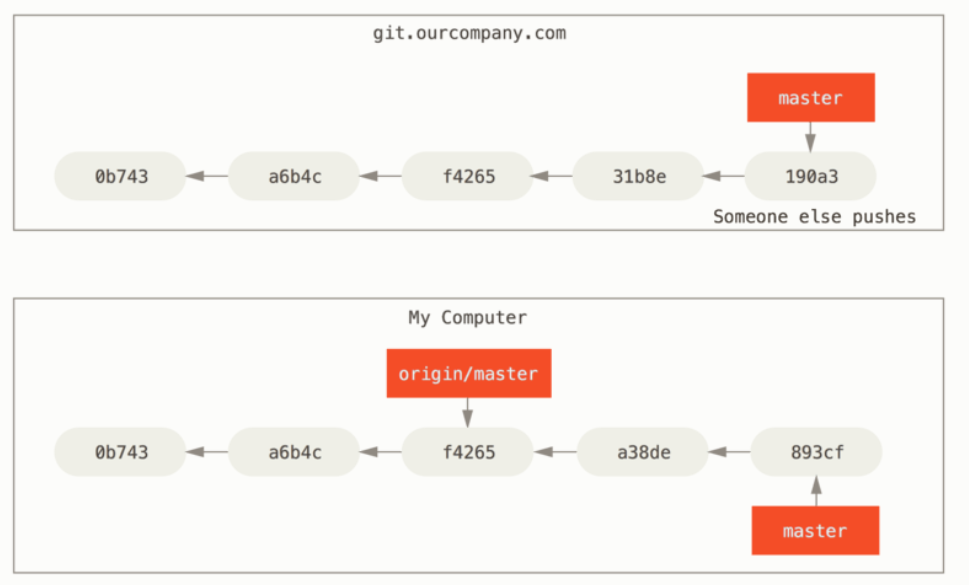 git.ourcompany.com
master
0b743 a6b4c f4265 31b8e 190a3
Someone else pushes
My Computer
origin/master
0b743 a6b4c f4265 a38de 893cf
master